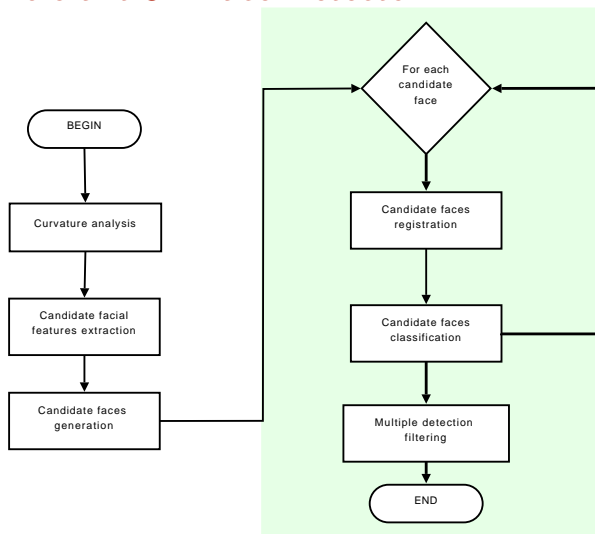 BEGIN
Curvature analysis
Candidate facial
features extraction
Candidate faces
generation
For each
candidate
face
Candidate faces
registration
Candidate faces
classification
Multiple detection
filtering
END